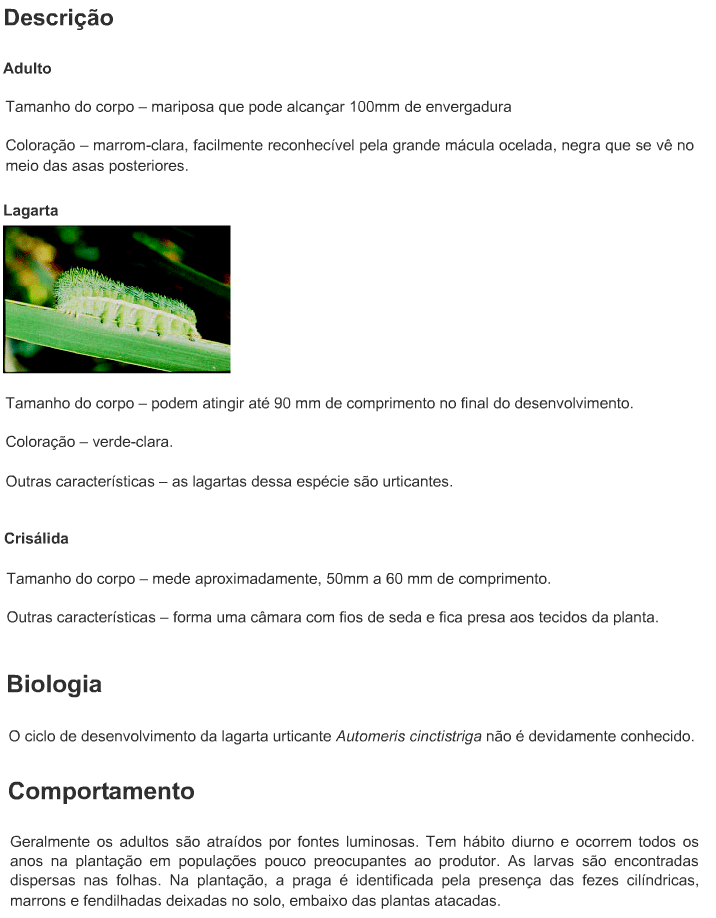 Descrição
Adulto
Tamanho do corpo – mariposa que pode alcançar 100mm de envergadura
Coloração – marrom-clara, facilmente reconhecível pela grande mácula ocelada, negra que se vê no
meio das asas posteriores.
Lagarta
Tamanho do corpo – podem atingir até 90 mm de comprimento no final do desenvolvimento.
Coloração – verde-clara.
Outras características – as lagartas dessa espécie são urticantes.
Crisálida
Tamanho do corpo – mede aproximadamente, 50mm a 60 mm de comprimento.
Outras características – forma uma câmara com fios de seda e fica presa aos tecidos da planta.
Biologia
O ciclo de desenvolvimento da lagarta urticante Automeris cinctistriga não é devidamente conhecido.
Comportamento
Geralmente os adultos são atraídos por fontes luminosas. Tem hábito diurno e ocorrem todos os
anos na plantação em populações pouco preocupantes ao produtor. As larvas são encontradas
dispersas nas folhas. Na plantação, a praga é identificada pela presença das fezes cilíndricas,
marrons e fendilhadas deixadas no solo, embaixo das plantas atacadas.